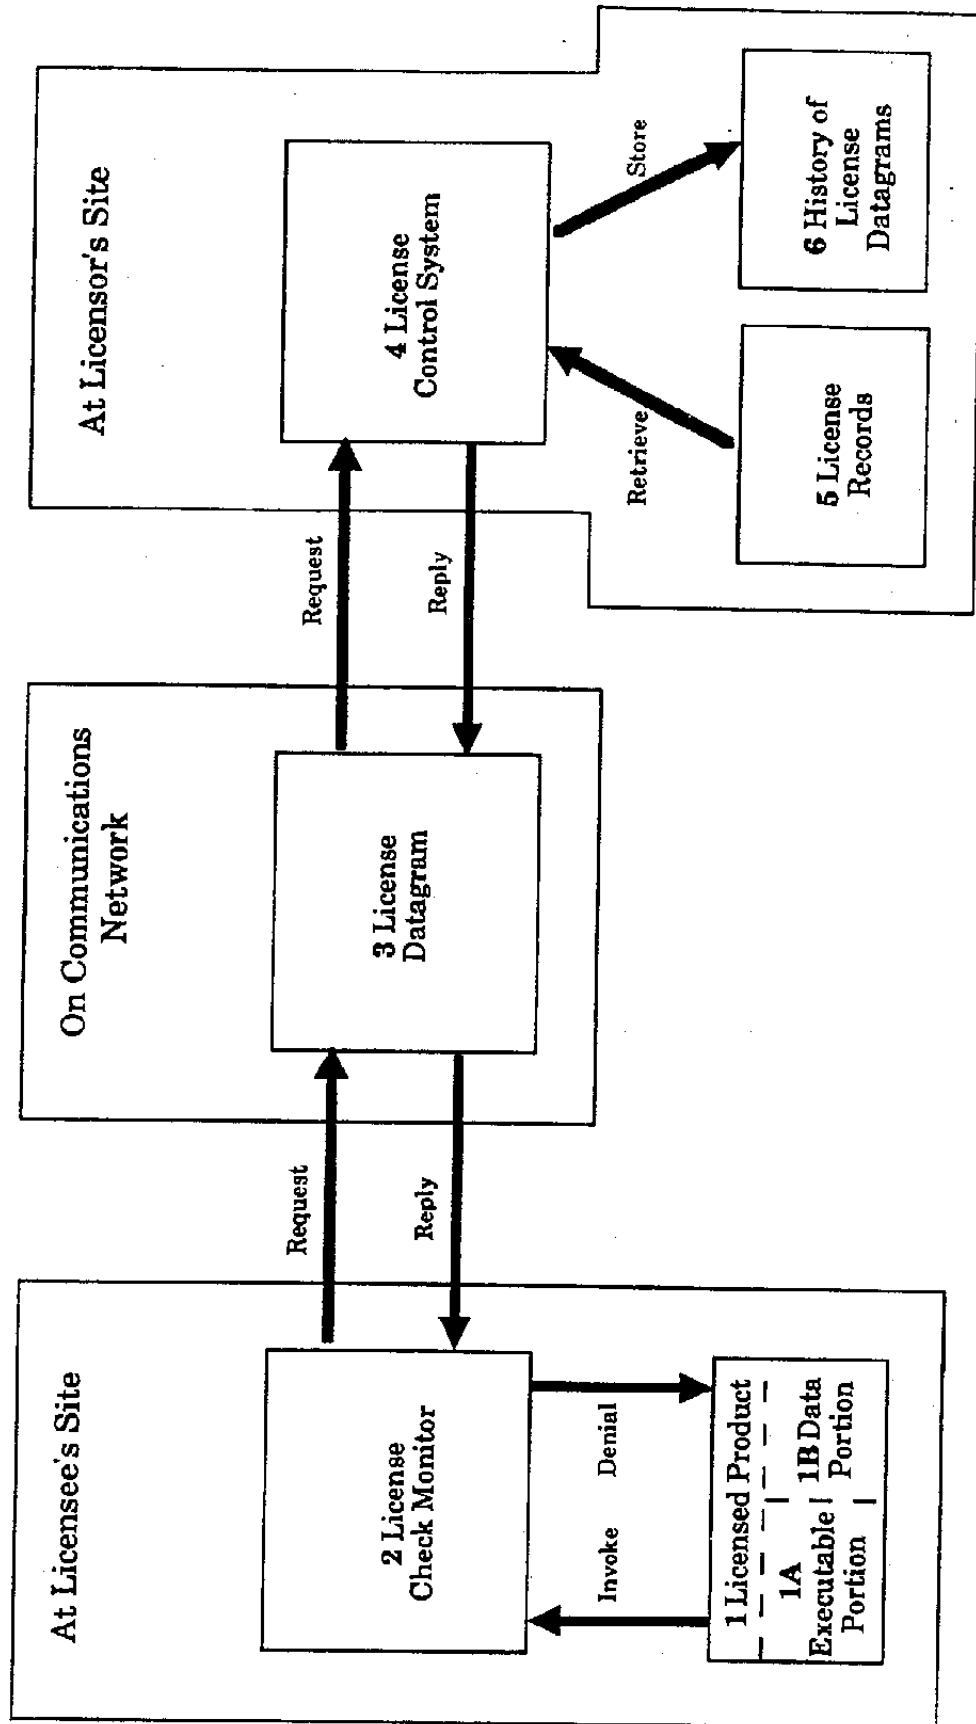 At Licensee's Site
2 License
Check Monitor
Invoke
Denial
1 Licensed Product
1A
Executable
Portion
1B Data
Portion
Request
Reply
On Communications
Network
3 License
Datagram
Request
Reply
At Licensor's Site
4 License
Control System
Retrieve
Store
5 License
Records
6 History of
License
Datagrams